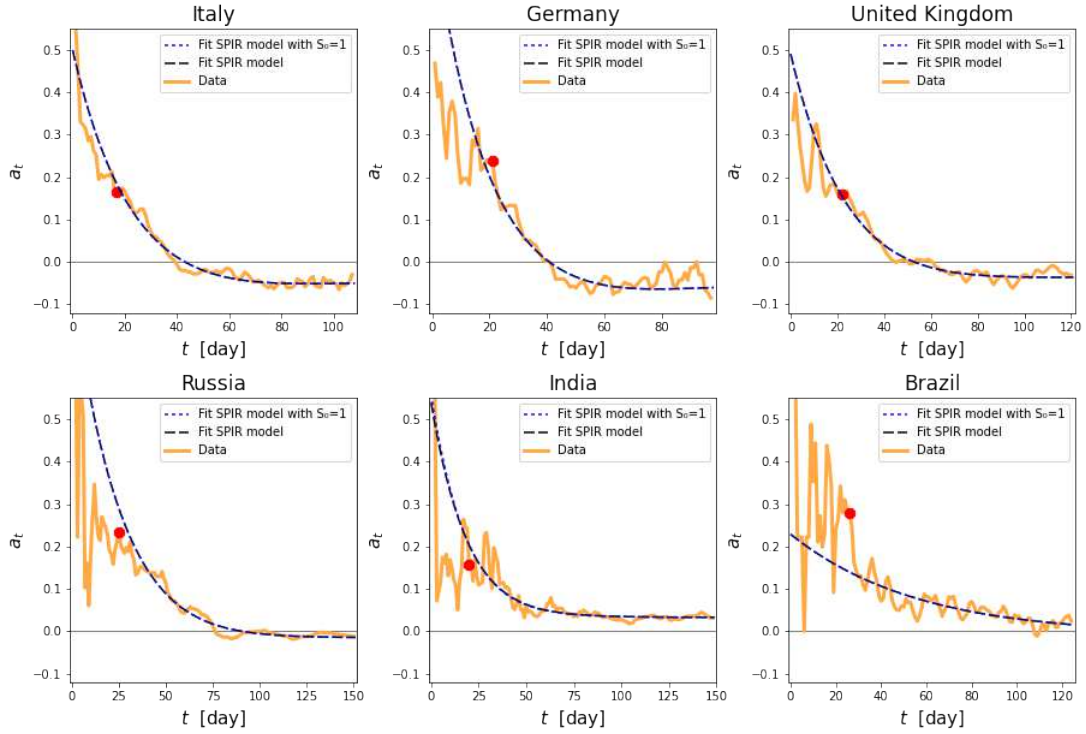 Italy
Fit SPIR model with S₀=1
Fit SPIR model
Data
0.5
0.4
0.3
0.2
0.1
0.0
−0.1
aₜ
0 20 40 60 80 100
t [day]
Germany
Fit SPIR model with S₀=1
Fit SPIR model
Data
0.5
0.4
0.3
0.2
0.1
0.0
−0.1
aₜ
0 20 40 60 80
t [day]
United Kingdom
Fit SPIR model with S₀=1
Fit SPIR model
Data
0.5
0.4
0.3
0.2
0.1
0.0
−0.1
aₜ
0 20 40 60 80 100 120
t [day]
Russia
Fit SPIR model with S₀=1
Fit SPIR model
Data
0.5
0.4
0.3
0.2
0.1
0.0
−0.1
aₜ
0 25 50 75 100 125 150
t [day]
India
Fit SPIR model with S₀=1
Fit SPIR model
Data
0.5
0.4
0.3
0.2
0.1
0.0
−0.1
aₜ
0 25 50 75 100 125 150
t [day]
Brazil
Fit SPIR model with S₀=1
Fit SPIR model
Data
0.5
0.4
0.3
0.2
0.1
0.0
−0.1
aₜ
0 20 40 60 80 100 120
t [day]